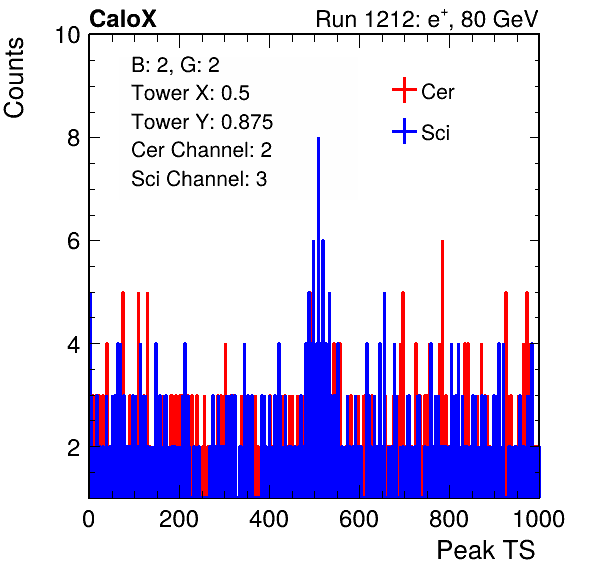 CaloX Run 1212: e+, 80 GeV
Counts
10
8
6
4
2
B: 2, G: 2
Tower X: 0.5
Tower Y: 0.875
Cer Channel: 2
Sci Channel: 3
Cer
Sci
0 200 400 600 800 1000
Peak TS